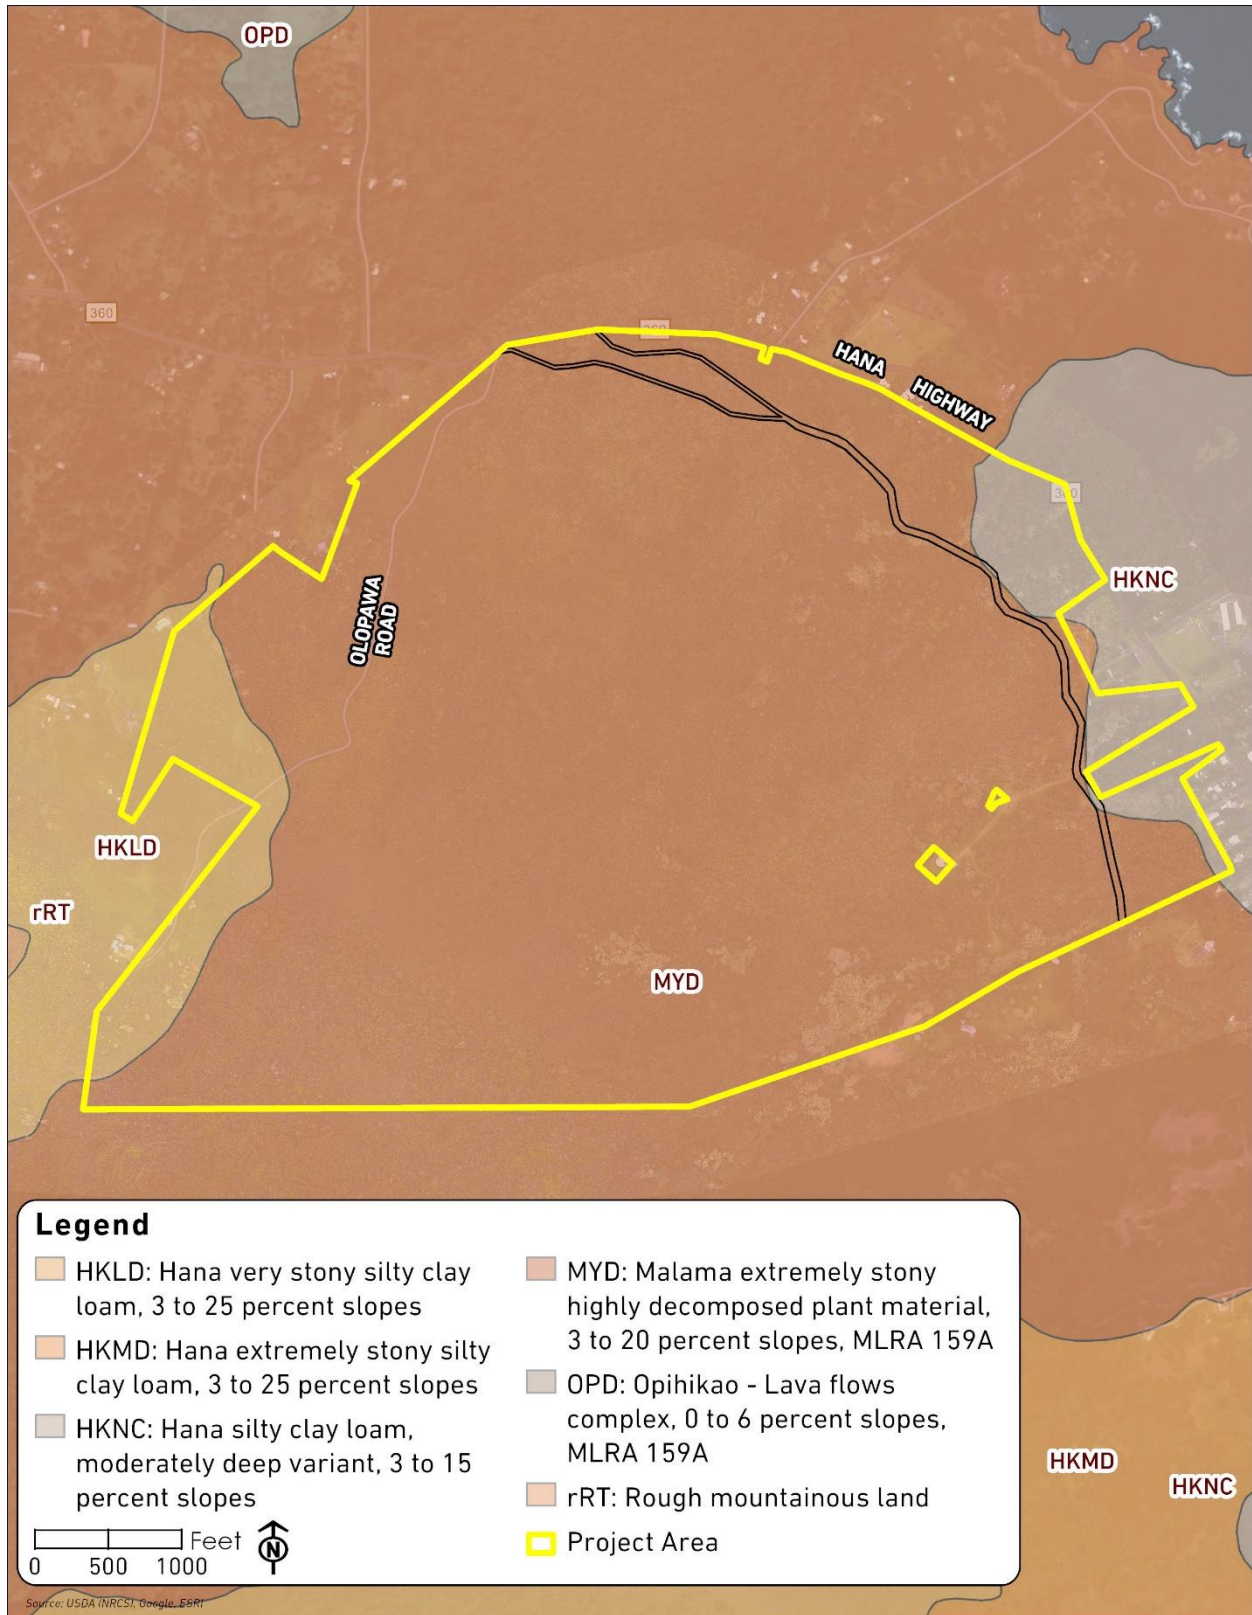 OPD
360
360
HANA
HIGHWAY
360
HKNC
OLOPAWA
ROAD
HKLD
rRT
MYD
Legend
HKLD: Hana very stony silty clay
loam, 3 to 25 percent slopes
HKMD: Hana extremely stony silty
clay loam, 3 to 25 percent slopes
HKNC: Hana silty clay loam,
moderately deep variant, 3 to 15
percent slopes
MYD: Malama extremely stony
highly decomposed plant material,
3 to 20 percent slopes, MLRA 159A
OPD: Opihikao - Lava flows
complex, 0 to 6 percent slopes,
MLRA 159A
rRT: Rough mountainous land
Project Area
Feet
0 500 1000
N
HKMD
HKNC
Source: USDA (NRCS), Google, ESRI